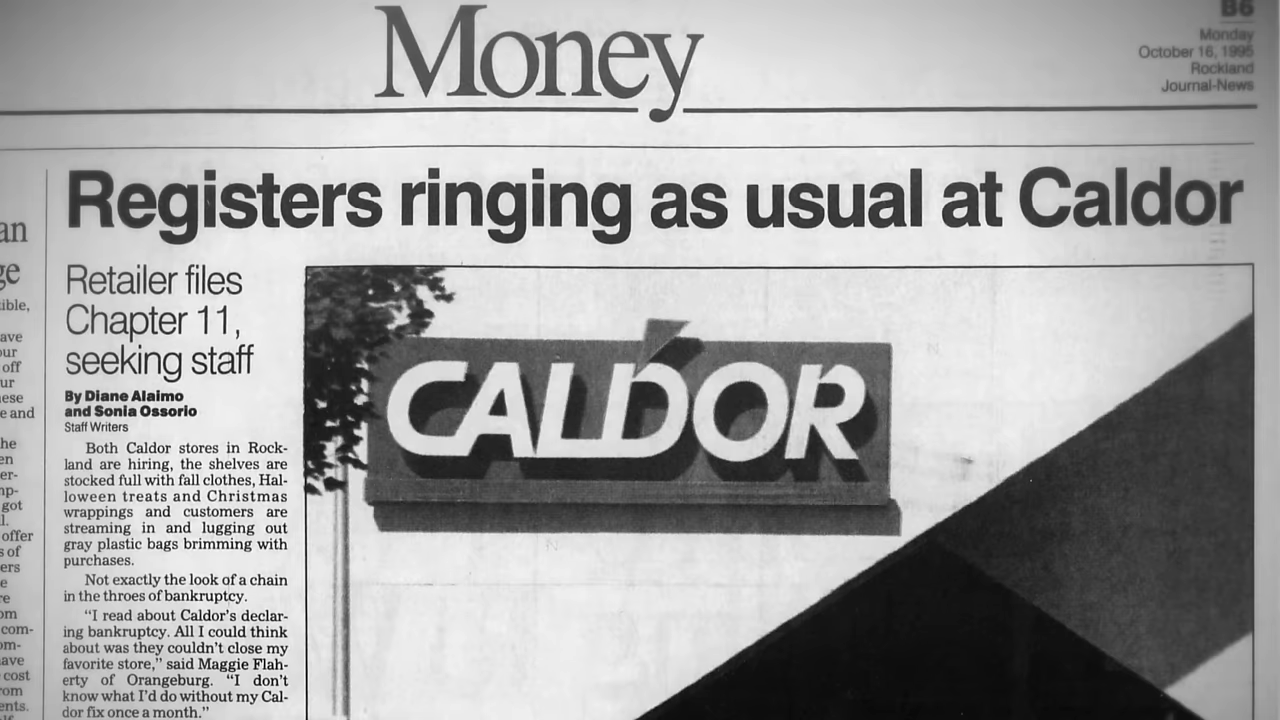 Money
B6
Monday
October 16, 1995
Rockland
Journal-News
Registers ringing as usual at Caldor
Retailer files
Chapter 11,
seeking staff
By Diane Alaimo
and Sonia Ossorio
Staff Writers
Both Caldor stores in Rock-
land are hiring, the shelves are
stocked full with fall clothes, Hal-
loween treats and Christmas
wrappings and customers are
streaming in and lugging out
gray plastic bags brimming with
purchases.
Not exactly the look of a chain
in the throes of bankruptcy.
"I read about Caldor's declar-
ing bankruptcy. All I could think
about was they couldn't close my
favorite store," said Maggie Flah-
erty of Orangeburg. "I don't
know what I'd do without my Cal-
dor fix once a month."
CALDOR